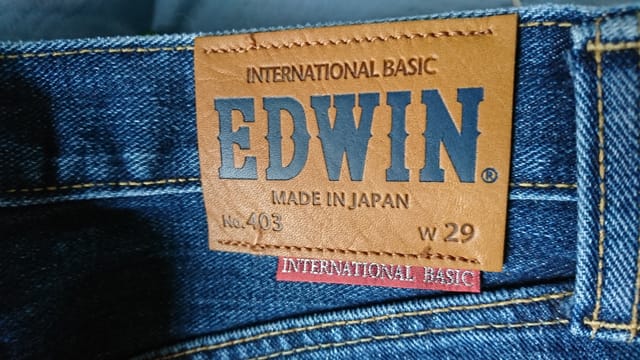 INTERNATIONAL BASIC
EDWIN®
MADE IN JAPAN
No.403 W 29
INTERNATIONAL BASIC